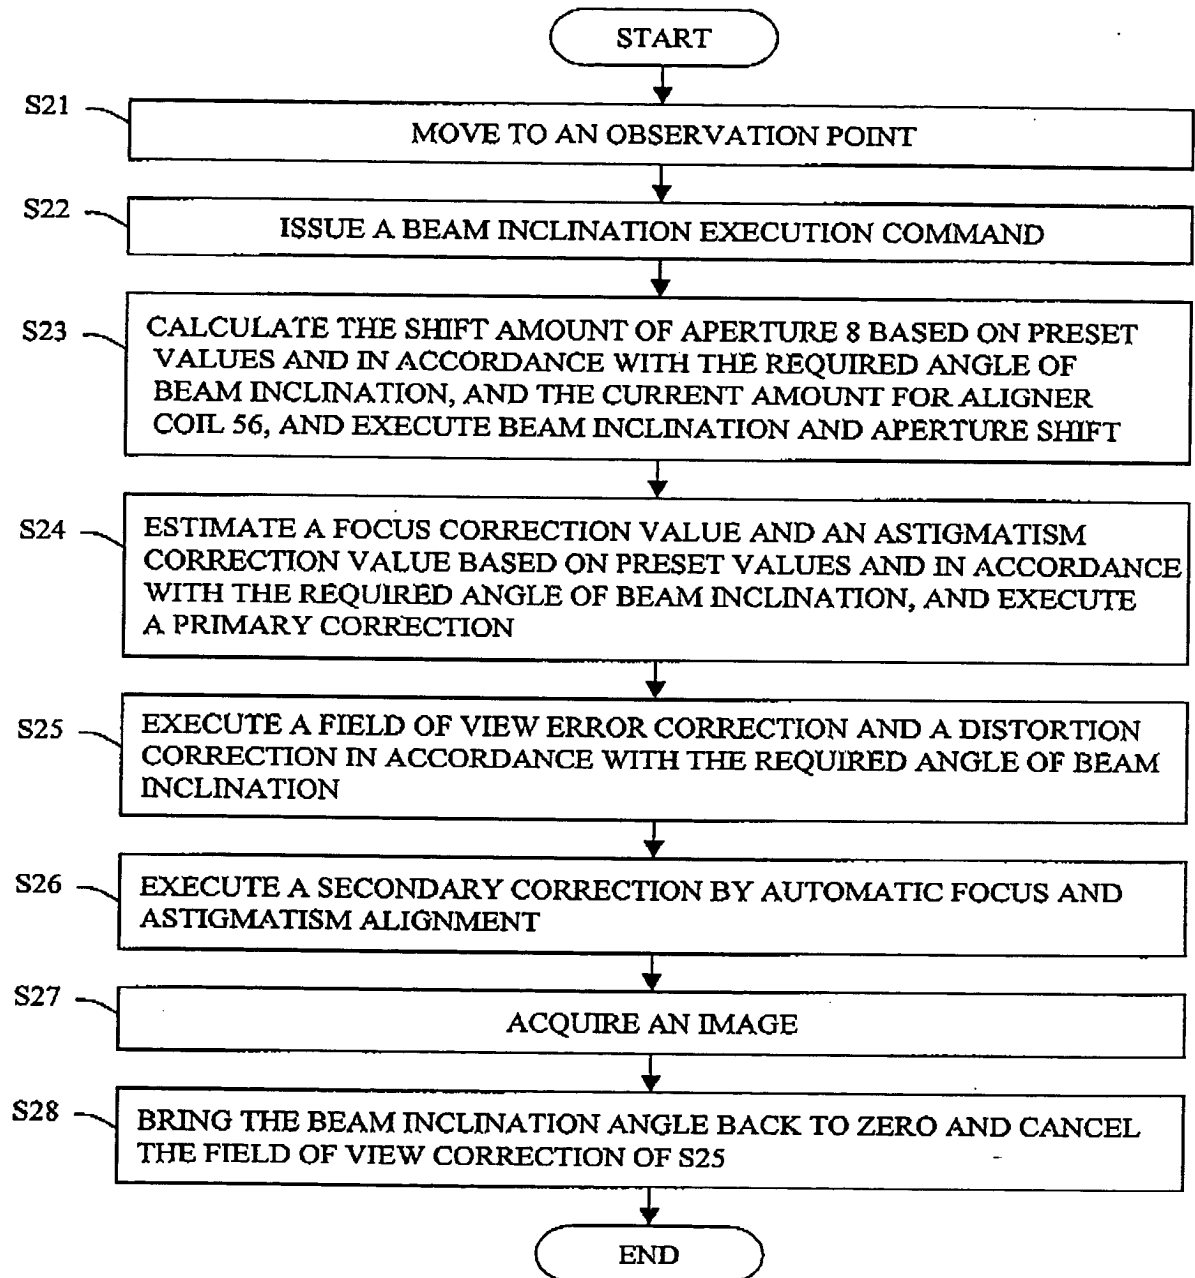 START
S21
MOVE TO AN OBSERVATION POINT
S22
ISSUE A BEAM INCLINATION EXECUTION COMMAND
S23
CALCULATE THE SHIFT AMOUNT OF APERTURE 8 BASED ON PRESET
VALUES AND IN ACCORDANCE WITH THE REQUIRED ANGLE OF
BEAM INCLINATION, AND THE CURRENT AMOUNT FOR ALIGNER
COIL 56, AND EXECUTE BEAM INCLINATION AND APERTURE SHIFT
S24
ESTIMATE A FOCUS CORRECTION VALUE AND AN ASTIGMATISM
CORRECTION VALUE BASED ON PRESET VALUES AND IN ACCORDANCE
WITH THE REQUIRED ANGLE OF BEAM INCLINATION, AND EXECUTE
A PRIMARY CORRECTION
S25
EXECUTE A FIELD OF VIEW ERROR CORRECTION AND A DISTORTION
CORRECTION IN ACCORDANCE WITH THE REQUIRED ANGLE OF BEAM
INCLINATION
S26
EXECUTE A SECONDARY CORRECTION BY AUTOMATIC FOCUS AND
ASTIGMATISM ALIGNMENT
S27
ACQUIRE AN IMAGE
S28
BRING THE BEAM INCLINATION ANGLE BACK TO ZERO AND CANCEL
THE FIELD OF VIEW CORRECTION OF S25
END